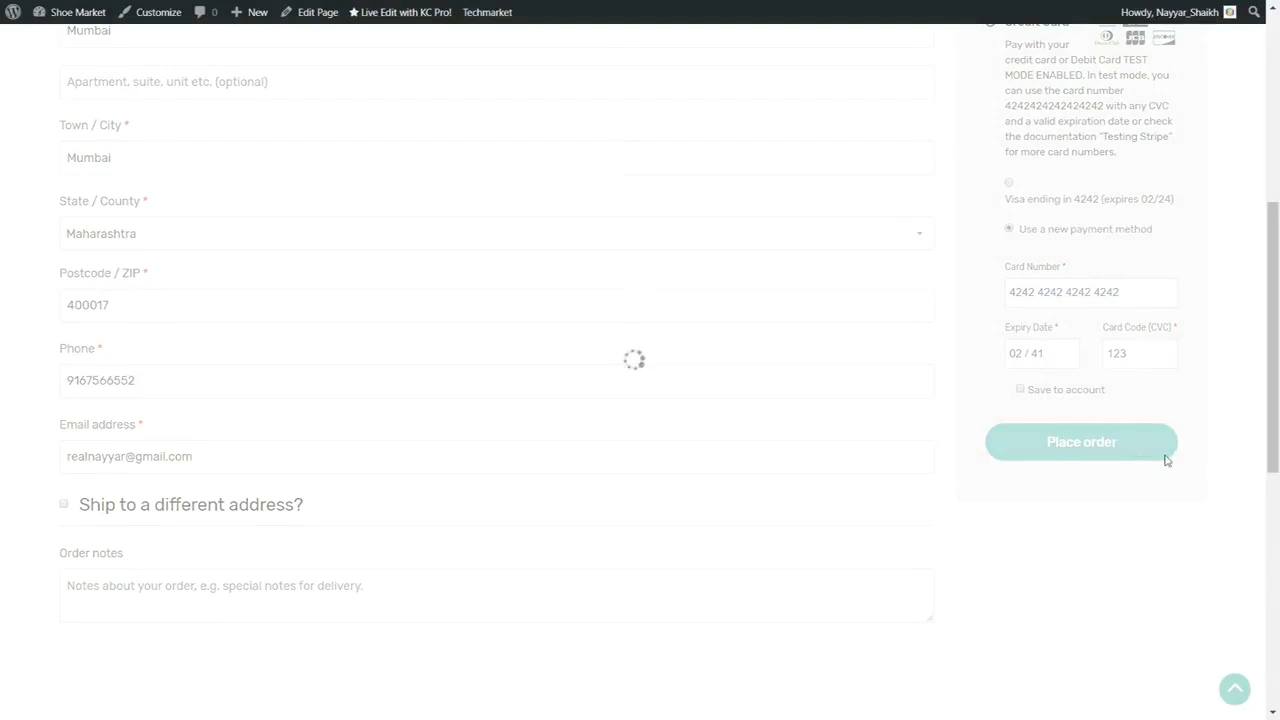 Shoe Market
Customize
0
New
Edit Page
Live Edit with KC Pro!
Techmarket
Howdy, Nayyar_Shaikh
Mumbai
Apartment, suite, unit etc. (optional)
Town / City *
Mumbai
State / County *
Maharashtra
Postcode / ZIP *
400017
Phone *
9167566552
Email address *
realnayyar@gmail.com
Ship to a different address?
Order notes
Notes about your order, e.g. special notes for delivery.
Credit Card
JCB
DISCOVER
Pay with your
credit card or Debit Card TEST
MODE ENABLED. In test mode, you
can use the card number
4242424242424242 with any CVC
and a valid expiration date or check
the documentation "Testing Stripe"
for more card numbers.
Visa ending in 4242 (expires 02/24)
Use a new payment method
Card Number *
4242 4242 4242 4242
Expiry Date *
Card Code (CVC) *
02 / 41
123
Save to account
Place order